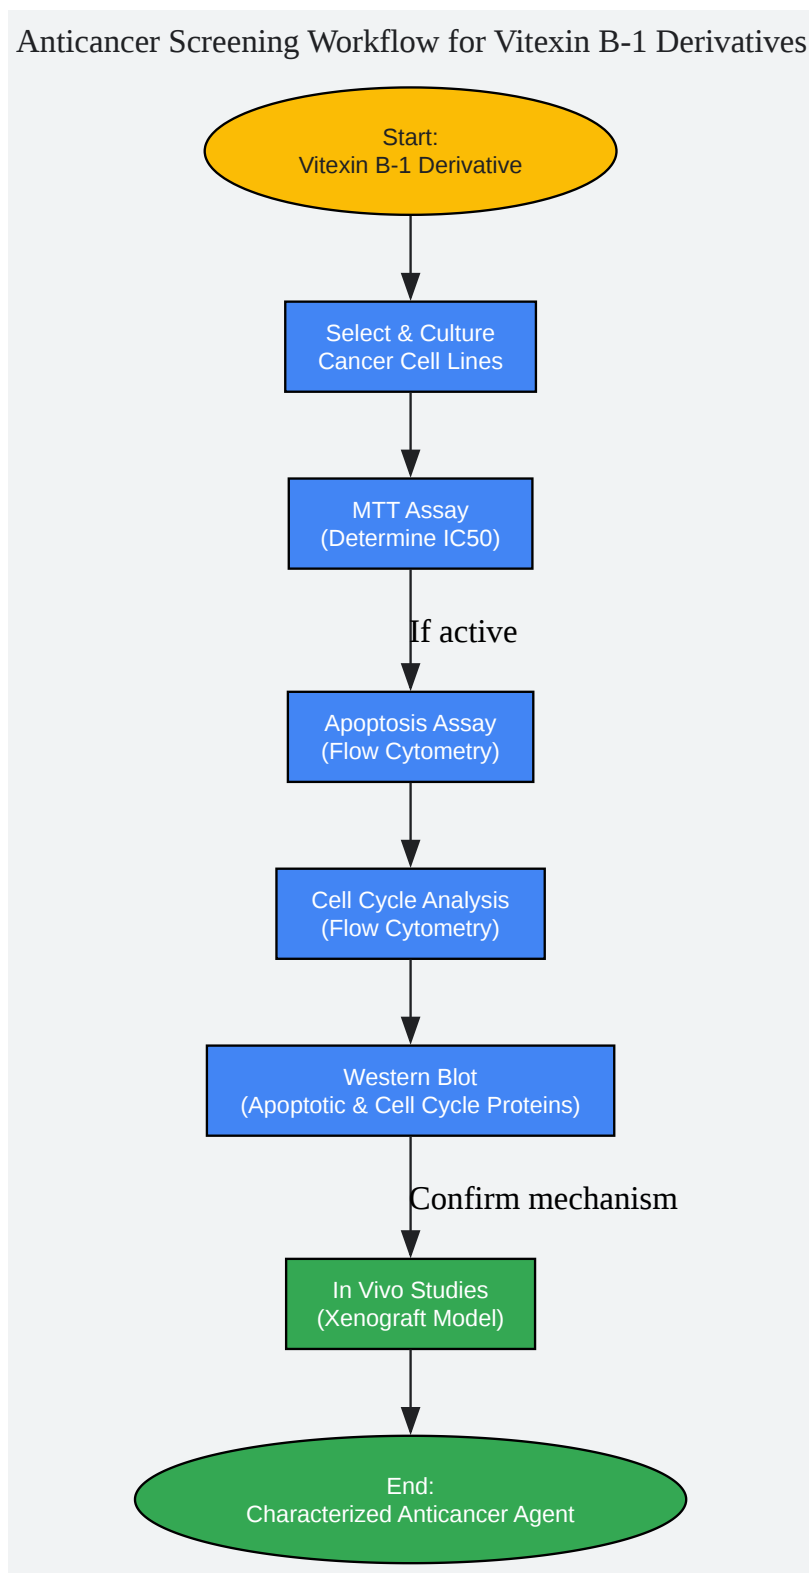 Anticancer Screening Workflow for Vitexin B-1 Derivatives
Start:
Vitexin B-1 Derivative
Select & Culture
Cancer Cell Lines
MTT Assay
(Determine IC50)
If active
Apoptosis Assay
(Flow Cytometry)
Cell Cycle Analysis
(Flow Cytometry)
Western Blot
(Apoptotic & Cell Cycle Proteins)
Confirm mechanism
In Vivo Studies
(Xenograft Model)
End:
Characterized Anticancer Agent